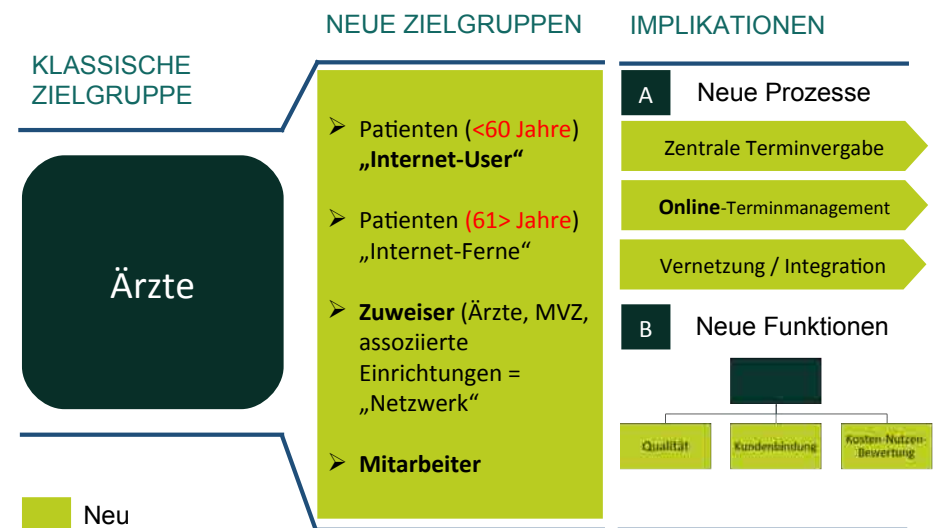 KLASSISCHE
ZIELGRUPPE
Ärzte
Neu
NEUE ZIELGRUPPEN
➢ Patienten (<60 Jahre)
„Internet-User“
➢ Patienten (61> Jahre)
„Internet-Ferne“
➢ Zuweiser (Ärzte, MVZ,
assoziierte
Einrichtungen =
„Netzwerk“
➢ Mitarbeiter
IMPLIKATIONEN
A Neue Prozesse
Zentrale Terminvergabe
Online-Terminmanagement
Vernetzung / Integration
B Neue Funktionen
Qualität
Kundenbindung
Kosten-Nutzen-
Bewertung